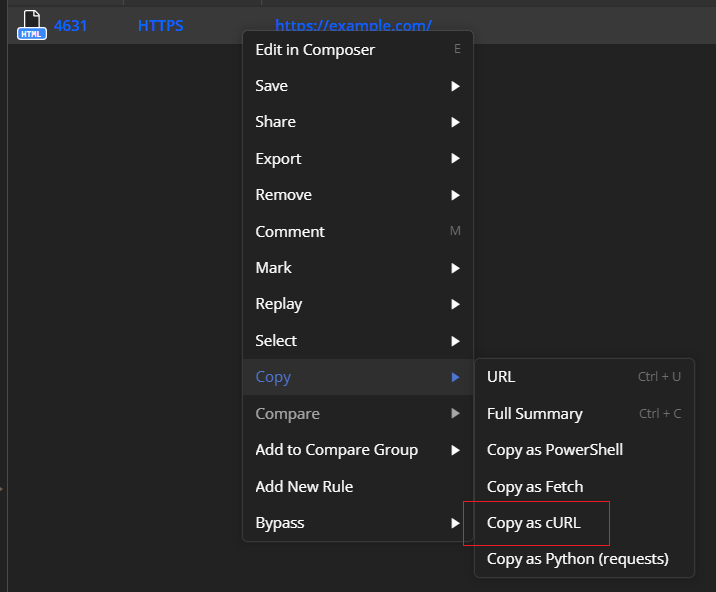 HTML 4631 HTTPS https://example.com/
Edit in Composer E
Save
Share
Export
Remove
Comment M
Mark
Replay
Select
Copy
Compare
Add to Compare Group
Add New Rule
Bypass
URL Ctrl + U
Full Summary Ctrl + C
Copy as PowerShell
Copy as Fetch
Copy as cURL
Copy as Python (requests)